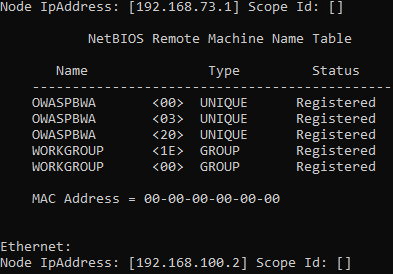 Node IpAddress: [192.168.73.1] Scope Id: []
NetBIOS Remote Machine Name Table
Name Type Status
---------------------------------------------
OWASPBWA <00> UNIQUE Registered
OWASPBWA <03> UNIQUE Registered
OWASPBWA <20> UNIQUE Registered
WORKGROUP <1E> GROUP Registered
WORKGROUP <00> GROUP Registered
MAC Address = 00-00-00-00-00-00
Ethernet:
Node IpAddress: [192.168.100.2] Scope Id: []